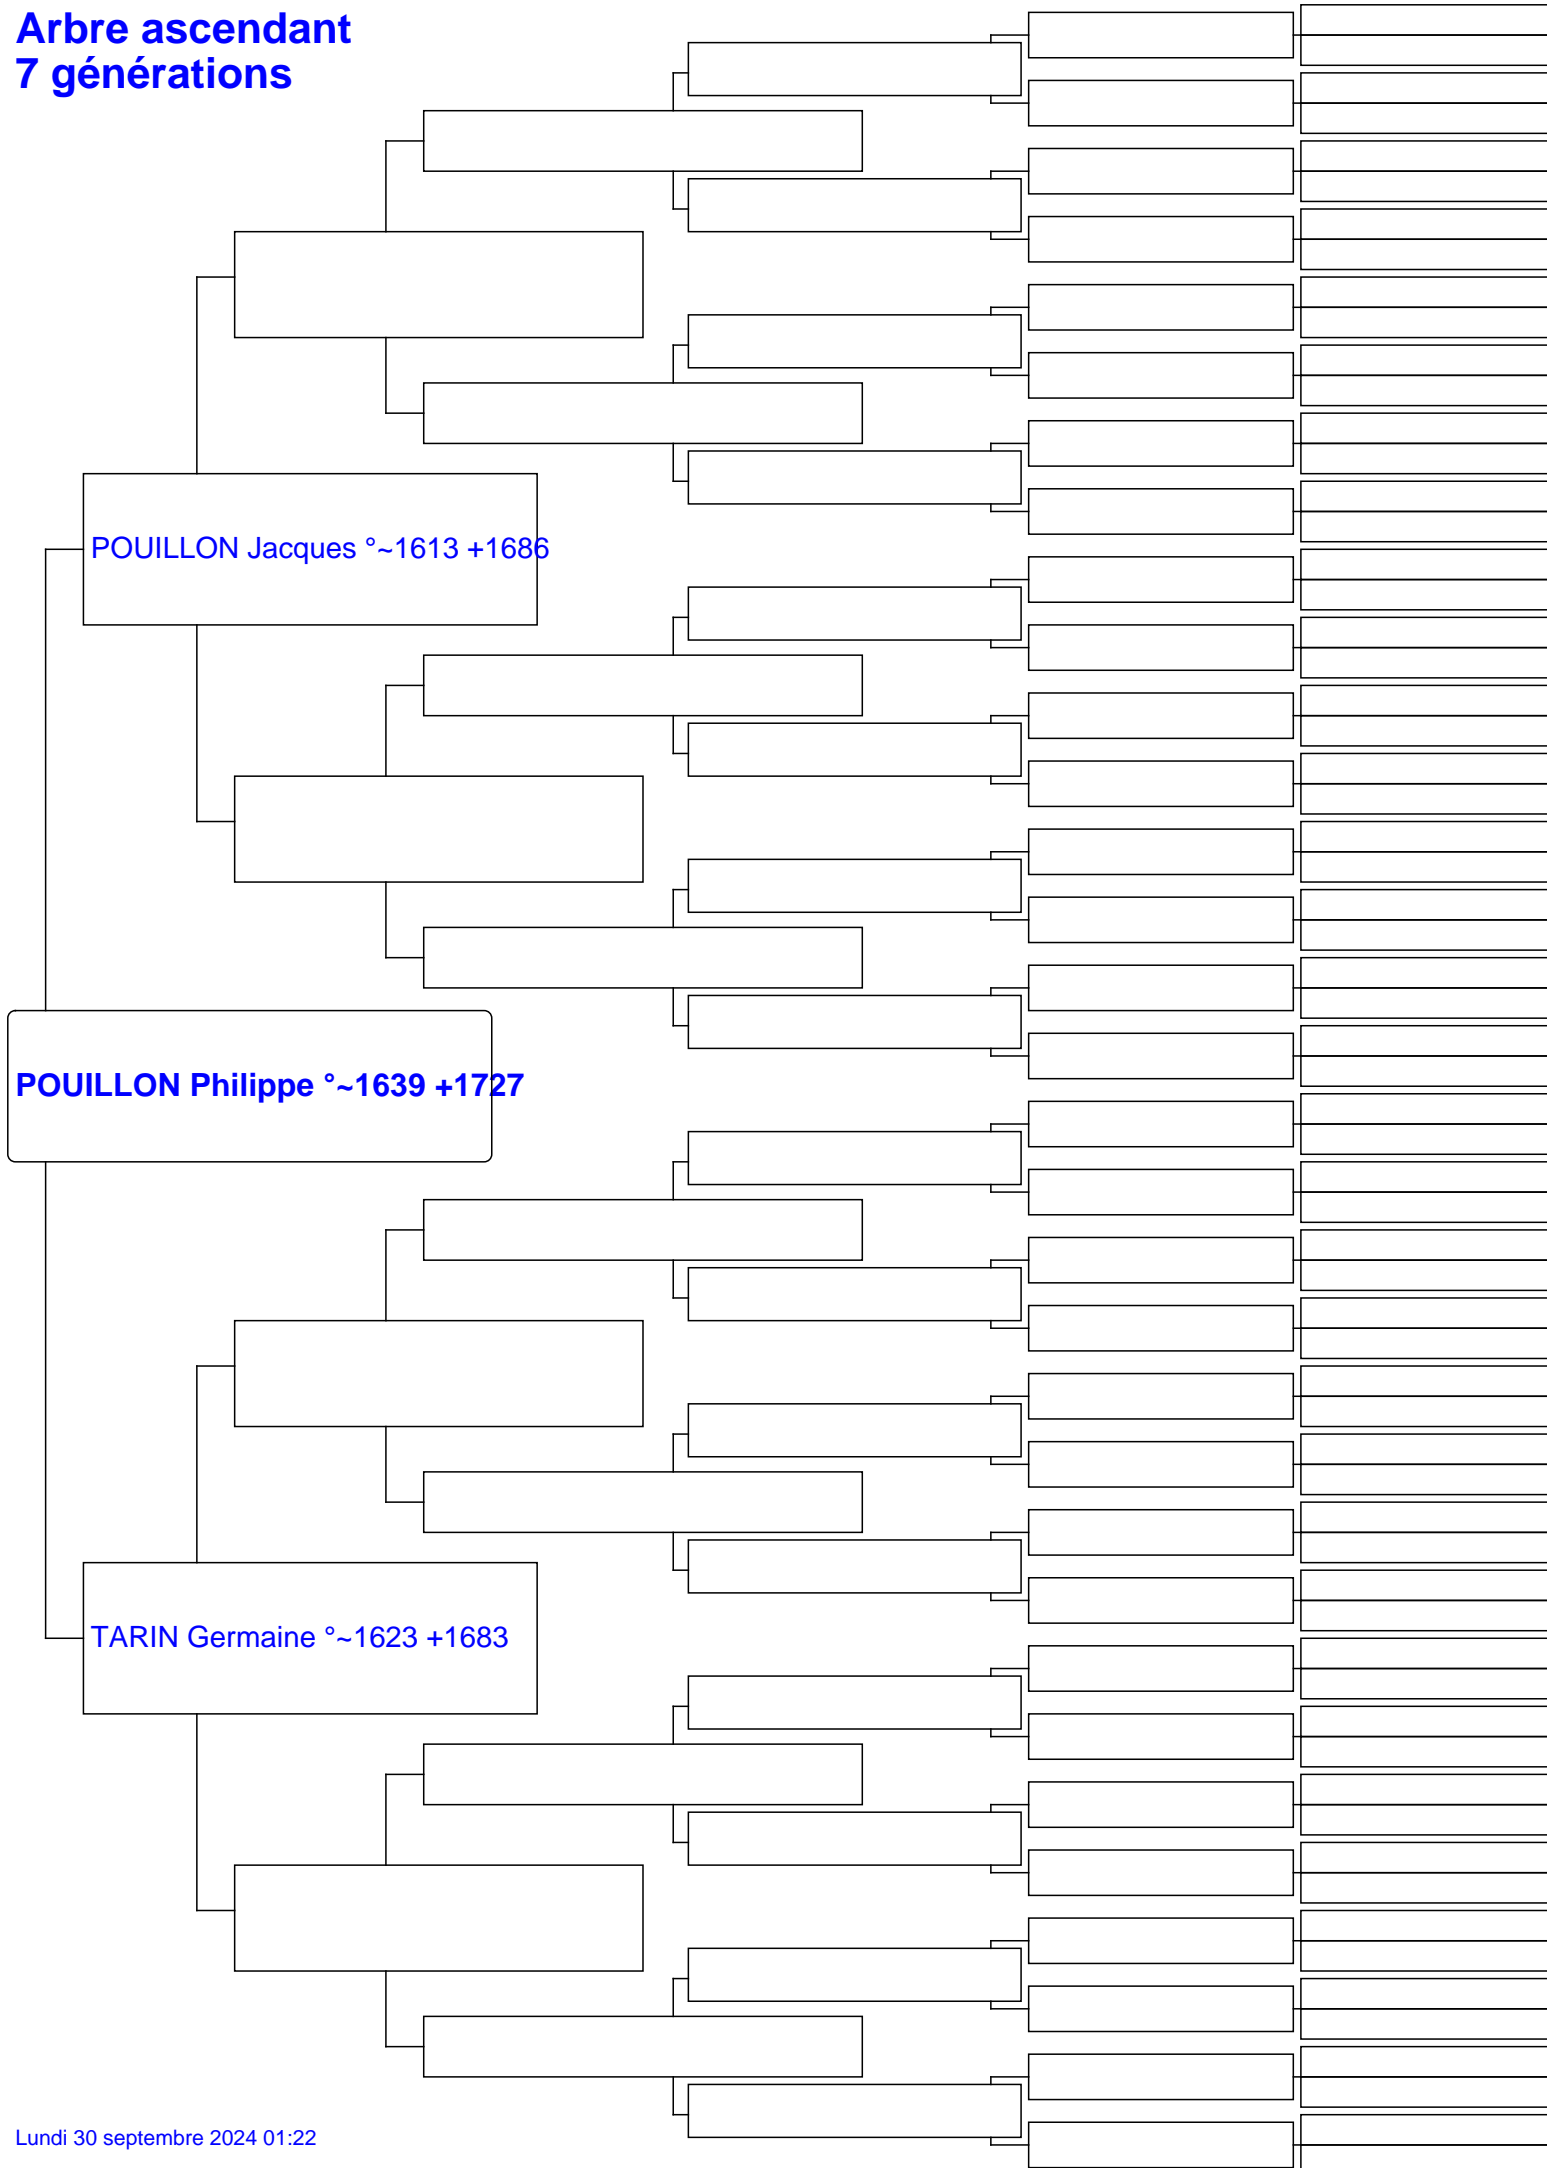 Arbre ascendant
7 générations
POUILLON Jacques °~1613 +1686
POUILLON Philippe °~1639 +1727
TARIN Germaine °~1623 +1683
Lundi 30 septembre 2024 01:22